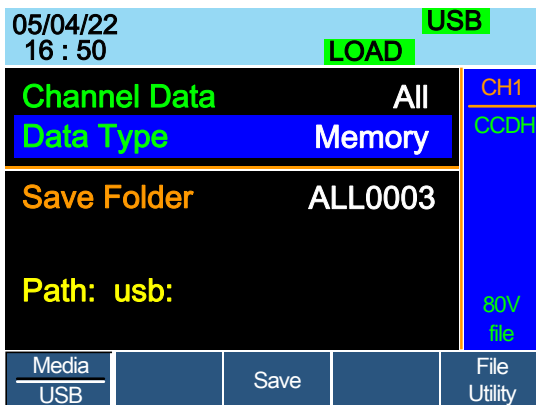 05/04/22
16 : 50
USB
LOAD
Channel Data All
Data Type Memory
Save Folder ALL0003
Path: usb:
CH1
CCDH
80V
file
Media
USB
Save
File
Utility